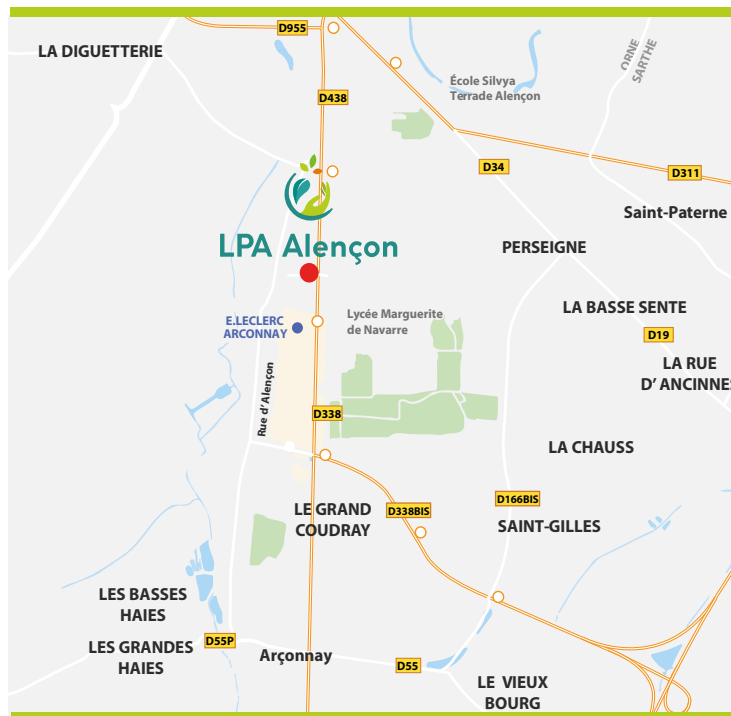 D955
LA DIGUETTERIE
ORNE
SARTHE
École Silvya
Terrade Alençon
D438
D34
D311
Saint-Paterne
LPA Alençon
PERSEIGNE
LA BASSE SENTE
E.LECLERC
ARCONNAY
Lycée Marguerite
de Navarre
D19
LA RUE
D' ANCINNES
Rue d' Alençon
D338
LA CHAUSS
D166BIS
LE GRAND
COUDRAY
D338BIS
SAINT-GILLES
LES BASSES
HAIES
D55P
LES GRANDES
HAIES
Arçonnay
D55
LE VIEUX
BOURG